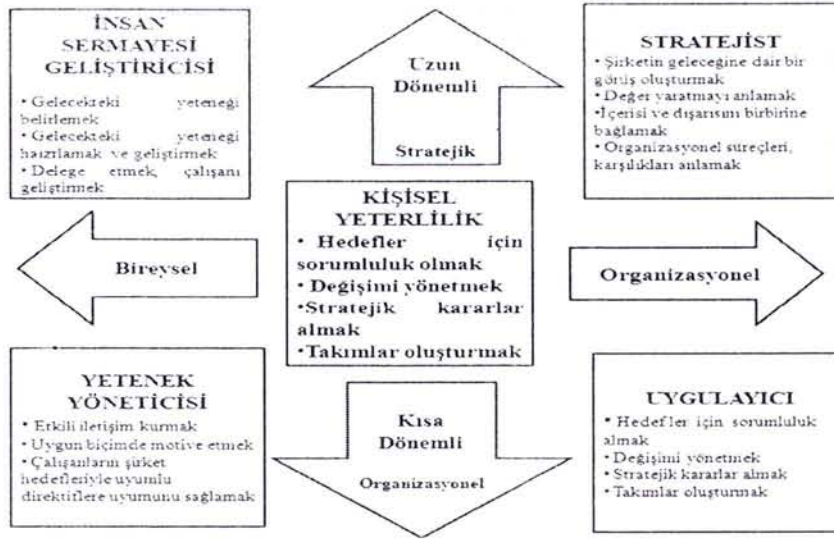 İNSAN
SERMAYESİ
GELİŞTİRİCİSİ
• Gelecekteki yeteneği
belirlemek
• Gelecekteki yeteneği
haızrlamak ve geliştirmek
• Delege etmek, çalışanı
geliştirmek
Uzun
Dönemli
Stratejik
STRATEJİST
• Şirketin geleceğine dair bir
görüş oluşturmak
• Değer yaratmayı anlamak
• İçerisi ve dışarısını birbirine
bağlamak
• Organizasyonel süreçleri,
karşılıkları anlamak
Bireysel
KİŞİSEL
YETERLİLİK
• Hedefler için
sorumluluk olmak
• Değişimi yönetmek
• Stratejik kararlar
almak
• Takımlar oluşturmak
Organizasyonel
YETENEK
YÖNETİCİSİ
• Etkili iletişim kurmak
• Uygun biçimde motive etmek
• Çalışanların şirket
hedefleriyle uyumlu
direktiflere uyumunu sağlamak
Kısa
Dönemli
Organizasyonel
UYGULAYICI
• Hedefler için sorumluluk
almak
• Değişimi yönetmek
• Stratejik kararlar almak
• Takımlar oluşturmak